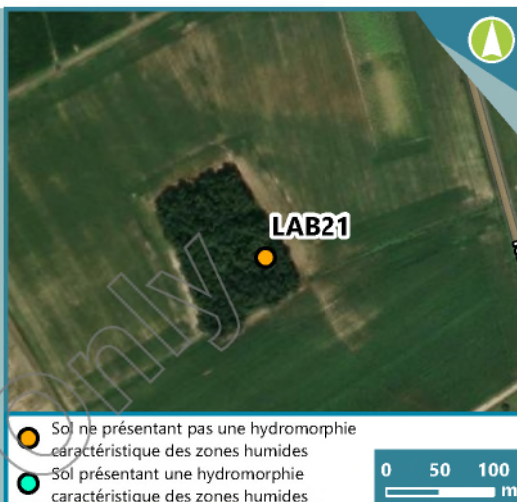 LAB21
only
Sol ne présentant pas une hydromorphie
caractéristique des zones humides
Sol présentant une hydromorphie
caractéristique des zones humides
0 50 100
m